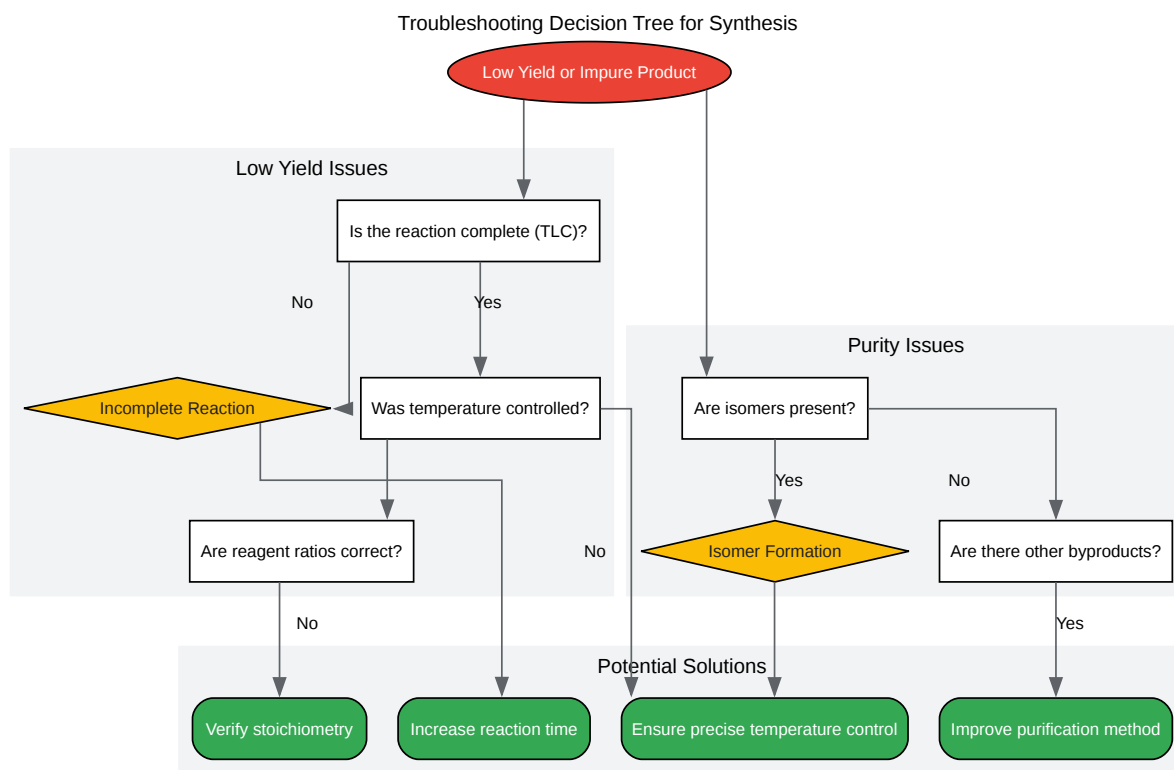 Troubleshooting Decision Tree for Synthesis
Low Yield or Impure Product
Low Yield Issues
Is the reaction complete (TLC)?
No
Yes
Purity Issues
Incomplete Reaction
Was temperature controlled?
Are isomers present?
Yes
No
Are reagent ratios correct?
No
Isomer Formation
Are there other byproducts?
No
Yes
Potential Solutions
Verify stoichiometry
Increase reaction time
Ensure precise temperature control
Improve purification method